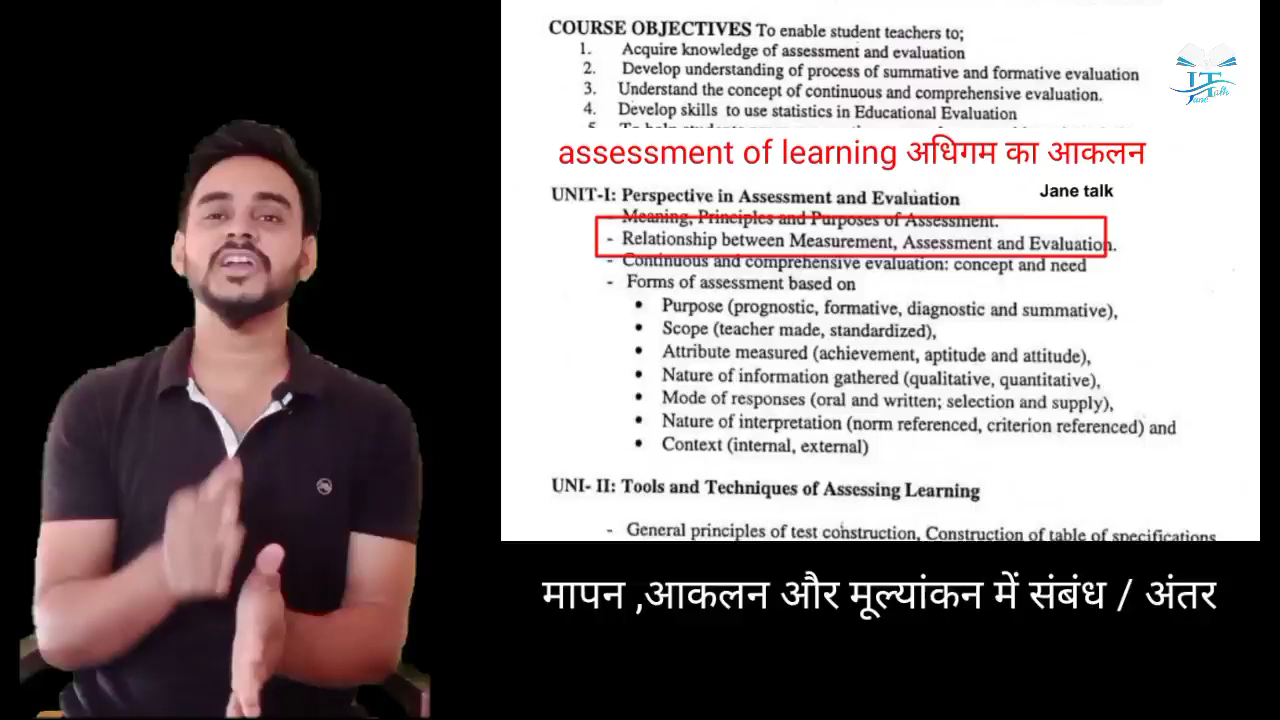 COURSE OBJECTIVES To enable student teachers to;
1. Acquire knowledge of assessment and evaluation
2. Develop understanding of process of summative and formative evaluation
3. Understand the concept of continuous and comprehensive evaluation.
4. Develop skills to use statistics in Educational Evaluation
JT
Jane Talk
assessment of learning अधिगम का आकलन
Jane talk
UNIT-I: Perspective in Assessment and Evaluation
- Meaning, Principles and Purposes of Assessment.
- Relationship between Measurement, Assessment and Evaluation.
- Continuous and comprehensive evaluation: concept and need
- Forms of assessment based on
• Purpose (prognostic, formative, diagnostic and summative),
• Scope (teacher made, standardized),
• Attribute measured (achievement, aptitude and attitude),
• Nature of information gathered (qualitative, quantitative),
• Mode of responses (oral and written; selection and supply),
• Nature of interpretation (norm referenced, criterion referenced) and
• Context (internal, external)
UNI- II: Tools and Techniques of Assessing Learning
- General principles of test construction, Construction of table of specifications
मापन ,आकलन और मूल्यांकन में संबंध / अंतर